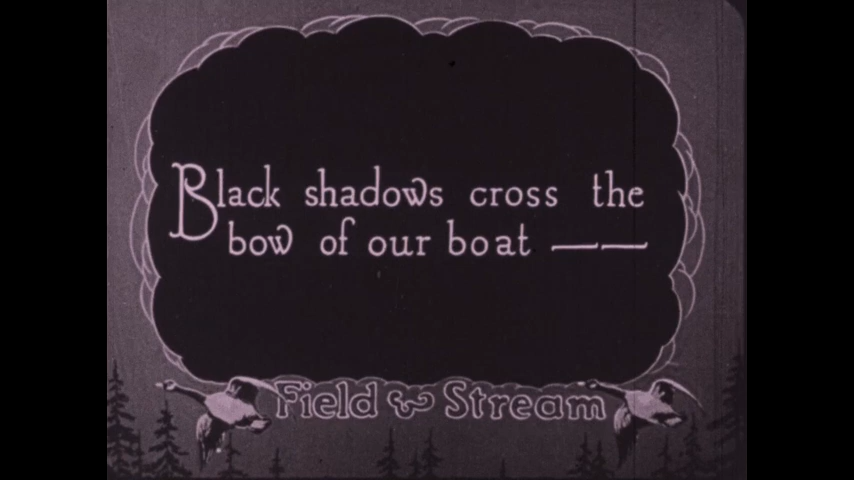 Black shadows cross the
bow of our boat ——
Field & Stream